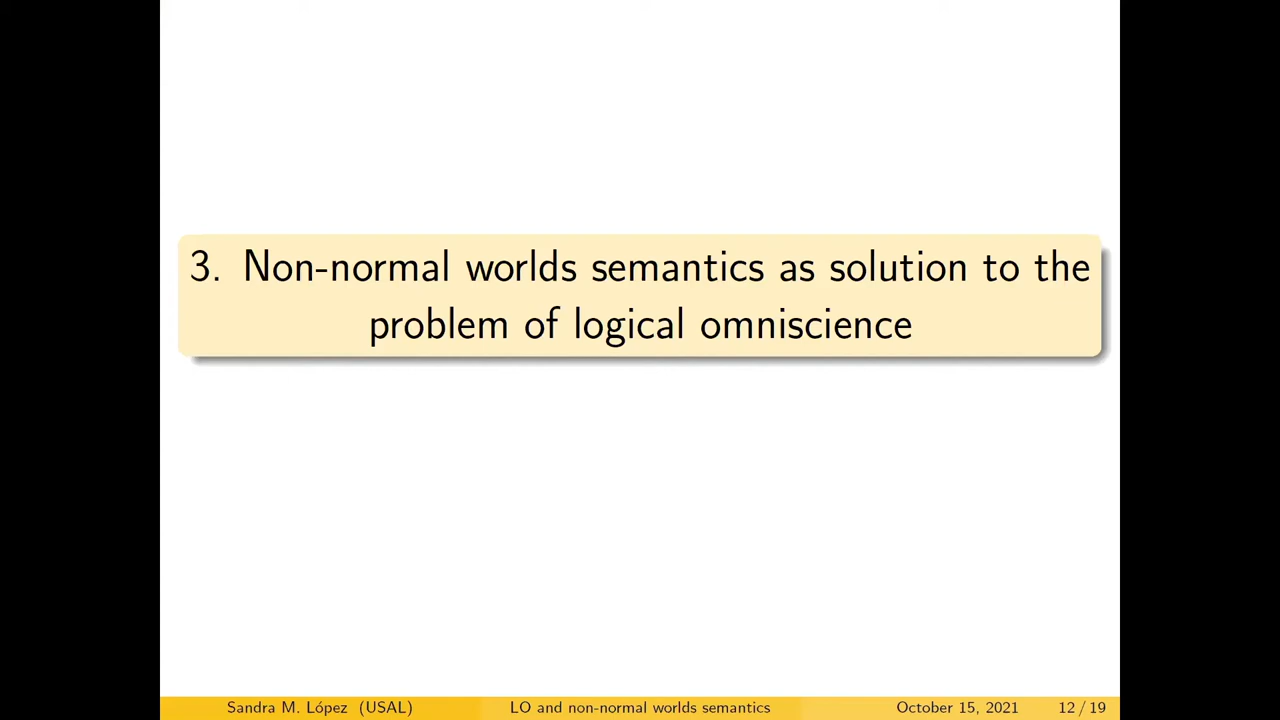 3. Non-normal worlds semantics as solution to the
problem of logical omniscience
Sandra M. López (USAL) LO and non-normal worlds semantics October 15, 2021 12 / 19